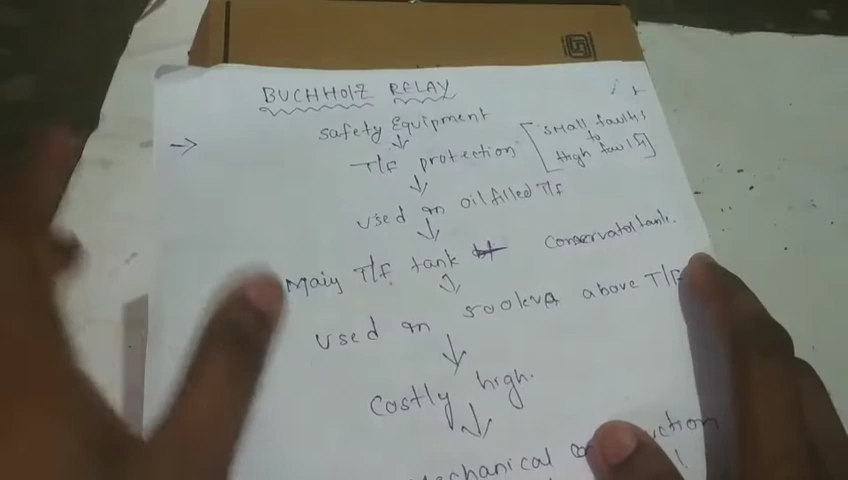 BUCHHOLZ RELAY
→ Safety Equipment
↓
T/F protection [small faults
to
High faults]
↓
used in oil filled T/F
↓
Main T/F tank Conservator tank.
↓
Used in 500kVA above T/F
↓
Costly high.
↓
Mechanical